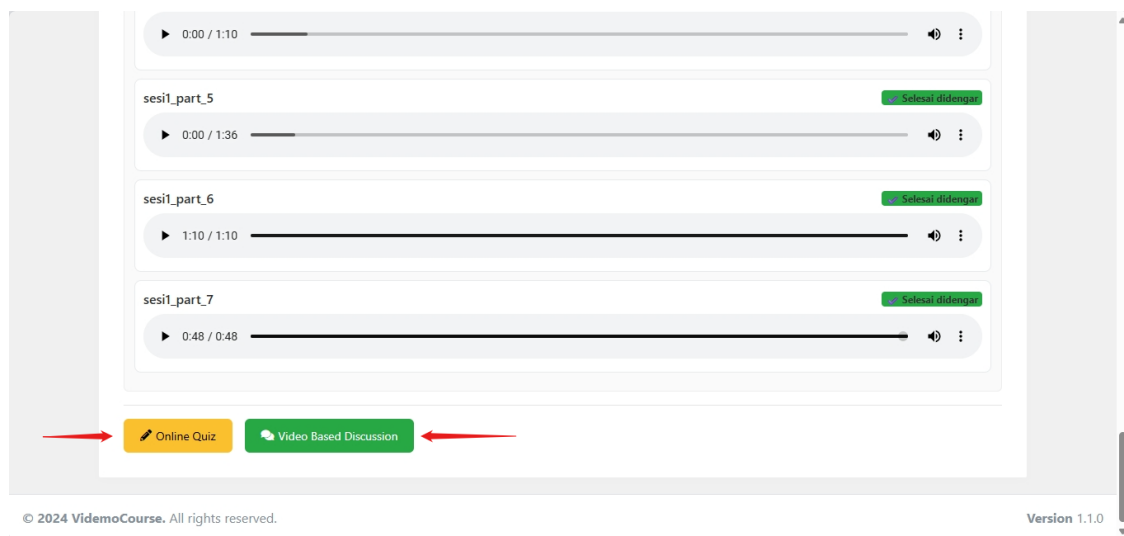 0:00 / 1:10
sesi1_part_5
Selesai didengar
0:00 / 1:36
sesi1_part_6
Selesai didengar
1:10 / 1:10
sesi1_part_7
Selesai didengar
0:48 / 0:48
Online Quiz
Video Based Discussion
© 2024 VidemoCourse. All rights reserved.
Version 1.1.0